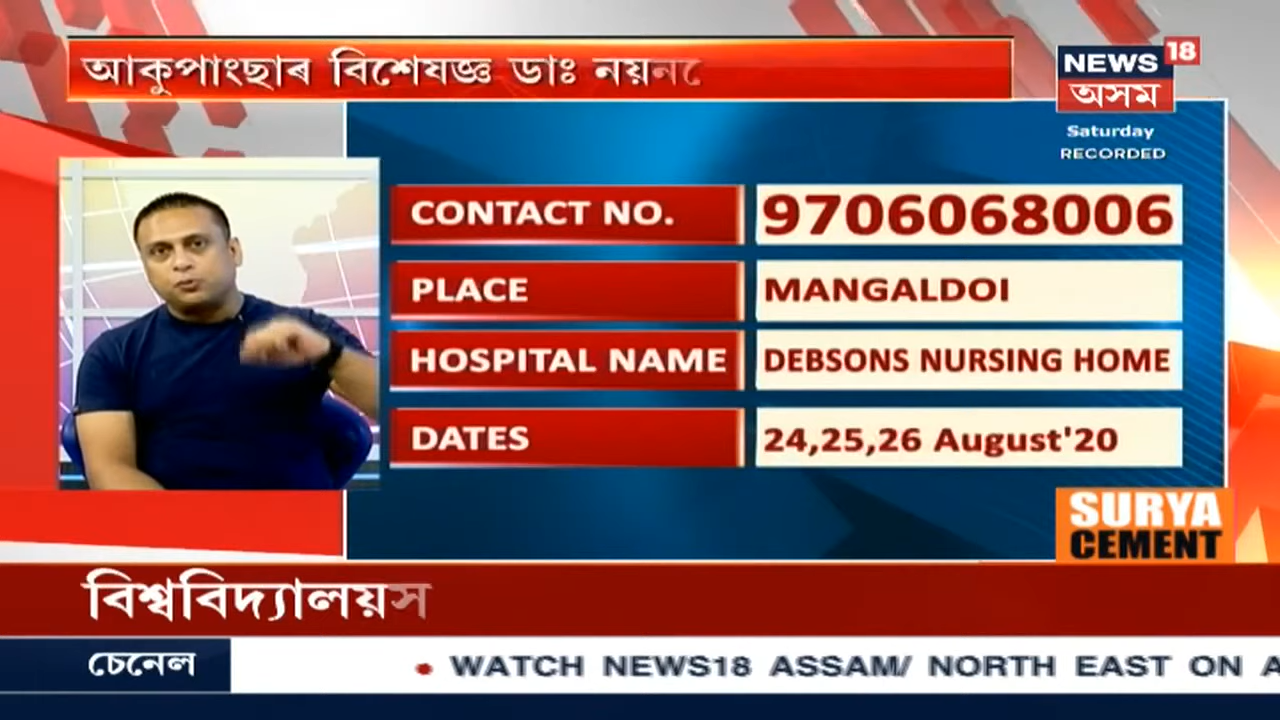 আকুপাংছাৰ বিশেষজ্ঞ ডাঃ নয়নে
NEWS 18
অসম
Saturday
RECORDED
CONTACT NO. 9706068006
PLACE MANGALDOI
HOSPITAL NAME DEBSONS NURSING HOME
DATES 24,25,26 August'20
SURYA
CEMENT
বিশ্ববিদ্যালয়স
চেনেল • WATCH NEWS18 ASSAM/ NORTH EAST ON A